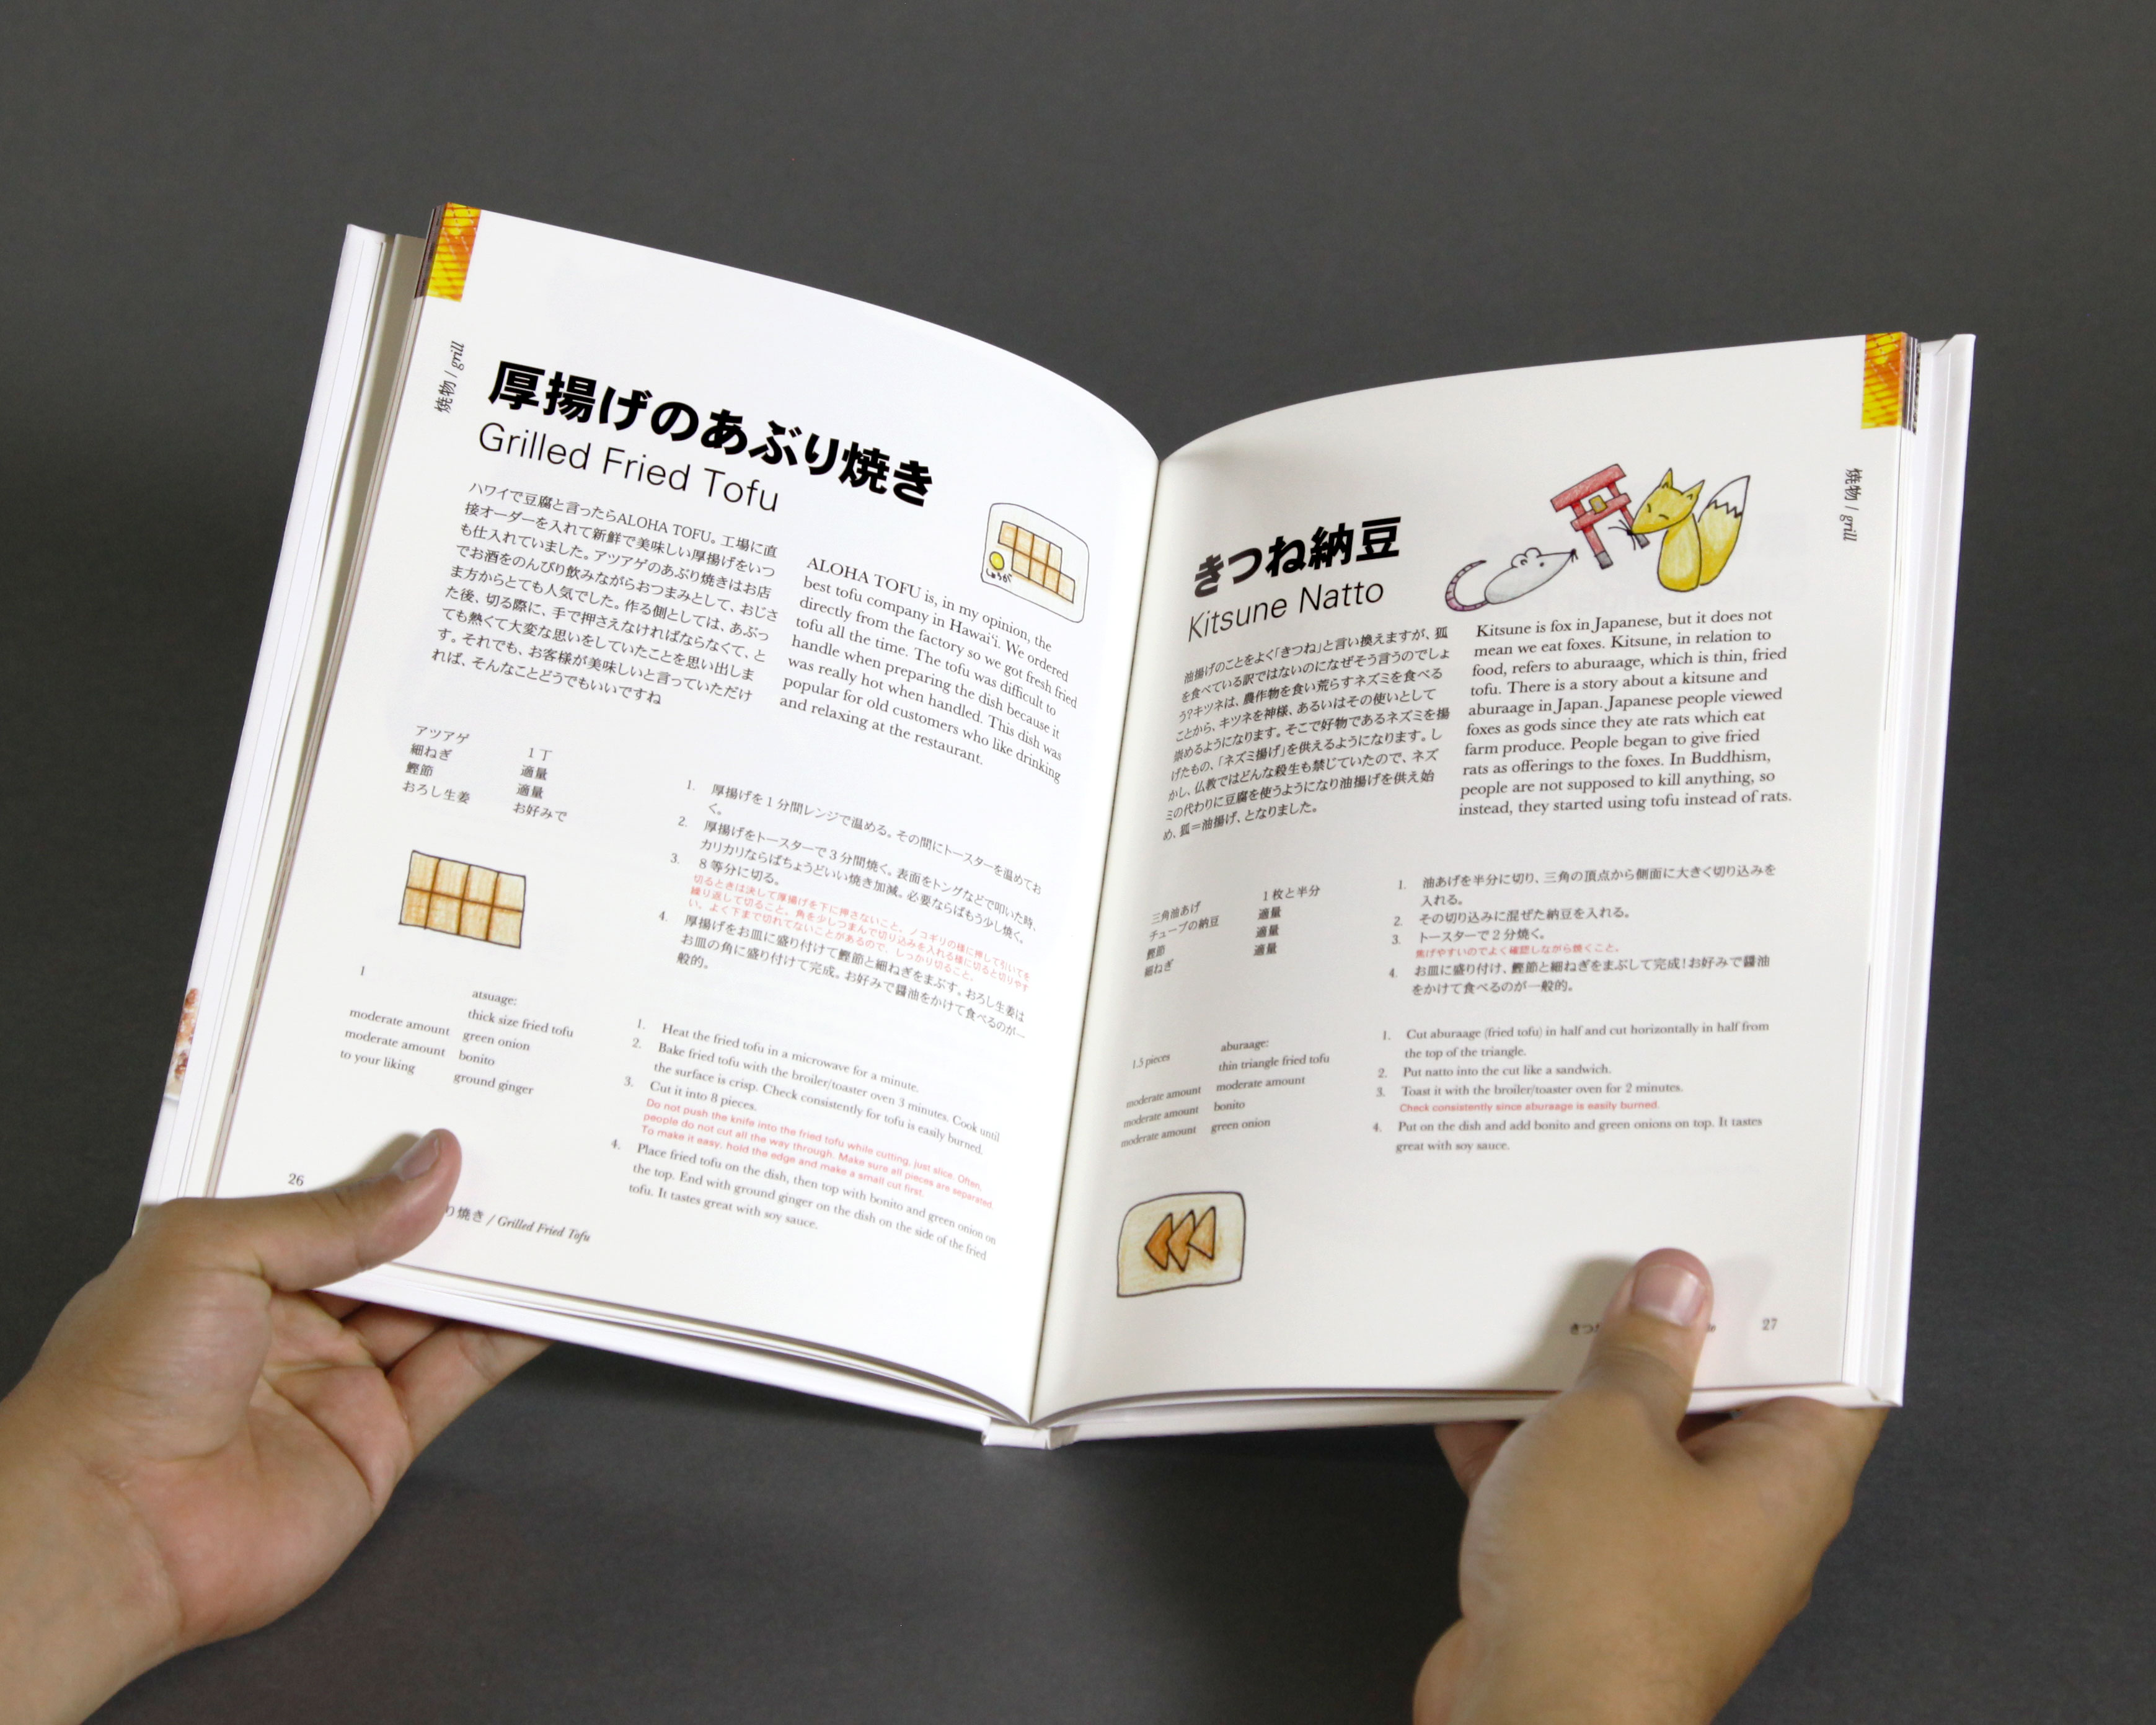 焼物 / grill
厚揚げのあぶり焼き
Grilled Fried Tofu
ハワイで豆腐と言ったらALOHA TOFU。工場に直
接オーダーを入れて新鮮で美味しい厚揚げをいつ
も仕入れていました。アツアゲのあぶり焼きはお店
でお酒をのんびり飲みながらおつまみとして、おじさ
ま方からとても人気でした。作る側としては、あぶっ
た後、切る際に、手で押さえなければならなくて、と
ても熱くて大変な思いをしていたことを思い出しま
す。それでも、お客様が美味しいと言っていただけ
れば、そんなことどうでもいいですね
しょうが
ALOHA TOFU is, in my opinion, the
best tofu company in Hawai‘i. We ordered
directly from the factory so we got fresh fried
tofu all the time. The tofu was difficult to
handle when preparing the dish because it
was really hot when handled. This dish was
popular for old customers who like drinking
and relaxing at the restaurant.
アツアゲ 1丁
細ねぎ 適量
鰹節 適量
おろし生姜 お好みで
1. 厚揚げを1分間レンジで温める。その間にトースターを温めてお
く。
2. 厚揚げをトースターで3分間焼く。表面をトングなどで叩いた時、
カリカリならばちょうどいい焼き加減。必要ならばもう少し焼く。
3. 8等分に切る。
切るときは決して厚揚げを下に押さないこと。ノコギリの様に押して引いてを
繰り返して切ること。角を少しつまんで切り込みを入れる様に切ると切りやす
い。よく下まで切れてないことがあるので、しっかり切ること。
4. 厚揚げをお皿に盛り付けて鰹節と細ねぎをまぶす。おろし生姜は
お皿の角に盛り付けて完成。お好みで醤油をかけて食べるのが一
般的。
1 atsuage:
thick size fried tofu
moderate amount green onion
moderate amount bonito
to your liking ground ginger
1. Heat the fried tofu in a microwave for a minute.
2. Bake fried tofu with the broiler/toaster oven 3 minutes. Cook until
the surface is crisp. Check consistently for tofu is easily burned.
3. Cut it into 8 pieces.
Do not push the knife into the fried tofu while cutting, just slice. Often,
people do not cut all the way through. Make sure all pieces are separated.
To make it easy, hold the edge and make a small cut first.
4. Place fried tofu on the dish, then top with bonito and green onion on
the top. End with ground ginger on the dish on the side of the fried
tofu. It tastes great with soy sauce.
26
り焼き / Grilled Fried Tofu
焼物 / grill
きつね納豆
Kitsune Natto
油揚げのことをよく「きつね」と言い換えますが、狐
を食べている訳ではないのになぜそう言うのでしょ
う?キツネは、農作物を食い荒らすネズミを食べる
ことから、キツネを神様、あるいはその使いとして
崇めるようになります。そこで好物であるネズミを揚
げたもの、「ネズミ揚げ」を供えるようになります。し
かし、仏教ではどんな殺生も禁じていたので、ネズ
ミの代わりに豆腐を使うようになり油揚げを供え始
め、狐＝油揚げ、となりました。
Kitsune is fox in Japanese, but it does not
mean we eat foxes. Kitsune, in relation to
food, refers to aburaage, which is thin, fried
tofu. There is a story about a kitsune and
aburaage in Japan. Japanese people viewed
foxes as gods since they ate rats which eat
farm produce. People began to give fried
rats as offerings to the foxes. In Buddhism,
people are not supposed to kill anything, so
instead, they started using tofu instead of rats.
三角油あげ 1枚と半分
チューブの納豆 適量
鰹節 適量
細ねぎ 適量
1. 油あげを半分に切り、三角の頂点から側面に大きく切り込みを
入れる。
2. その切り込みに混ぜた納豆を入れる。
3. トースターで2分焼く。
焦げやすいのでよく確認しながら焼くこと。
4. お皿に盛り付け、鰹節と細ねぎをまぶして完成!お好みで醤油
をかけて食べるのが一般的。
1.5 pieces aburaage:
thin triangle fried tofu
moderate amount moderate amount
moderate amount bonito
moderate amount green onion
1. Cut aburaage (fried tofu) in half and cut horizontally in half from
the top of the triangle.
2. Put natto into the cut like a sandwich.
3. Toast it with the broiler/toaster oven for 2 minutes.
Check consistently since aburaage is easily burned.
4. Put on the dish and add bonito and green onions on top. It tastes
great with soy sauce.
きつ
27